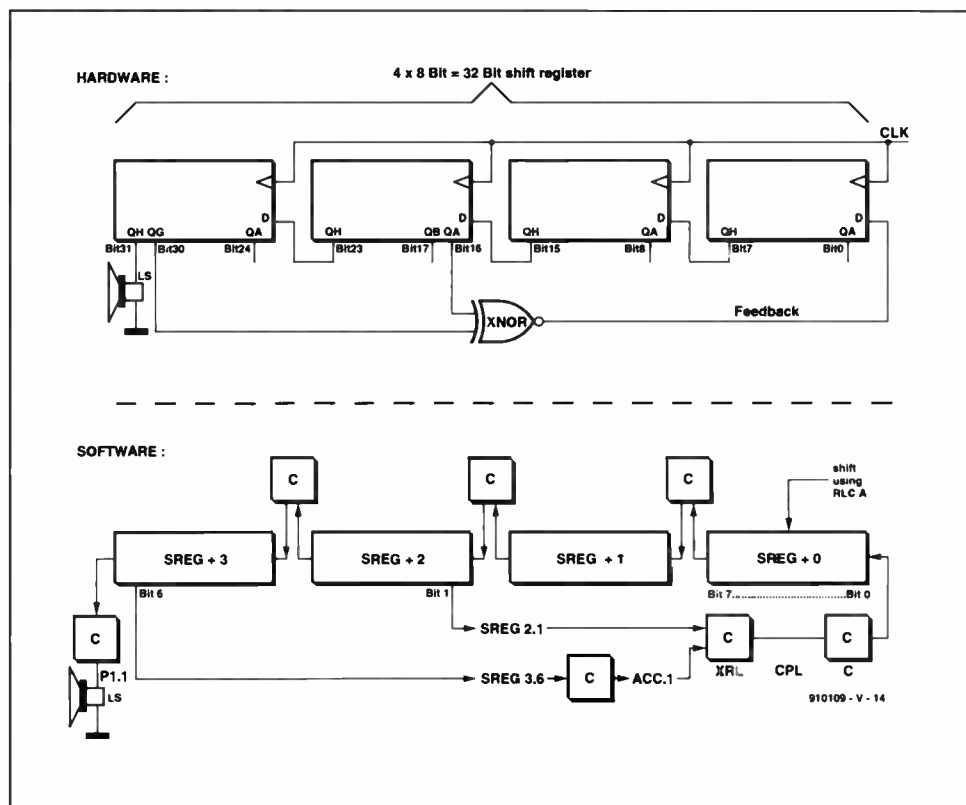 HARDWARE :
4 x 8 Bit = 32 Bit shift register
CLK
D
D
D
D
QH QG QA
QH QB QA
QH QA
QH QA
Bit31 Bit30 Bit24 Bit23 Bit17 Bit16 Bit15 Bit8 Bit7 Bit0
LS
XNOR
Feedback
SOFTWARE :
C
C
C
shift
using
RLC A
SREG + 3
SREG + 2
SREG + 1
SREG + 0
Bit 6
Bit 1
Bit 7..............................Bit 0
C
SREG 2.1
C
C
P1.1
SREG 3.6
C
ACC.1
XRL
CPL
C
LS
910109 - V - 14